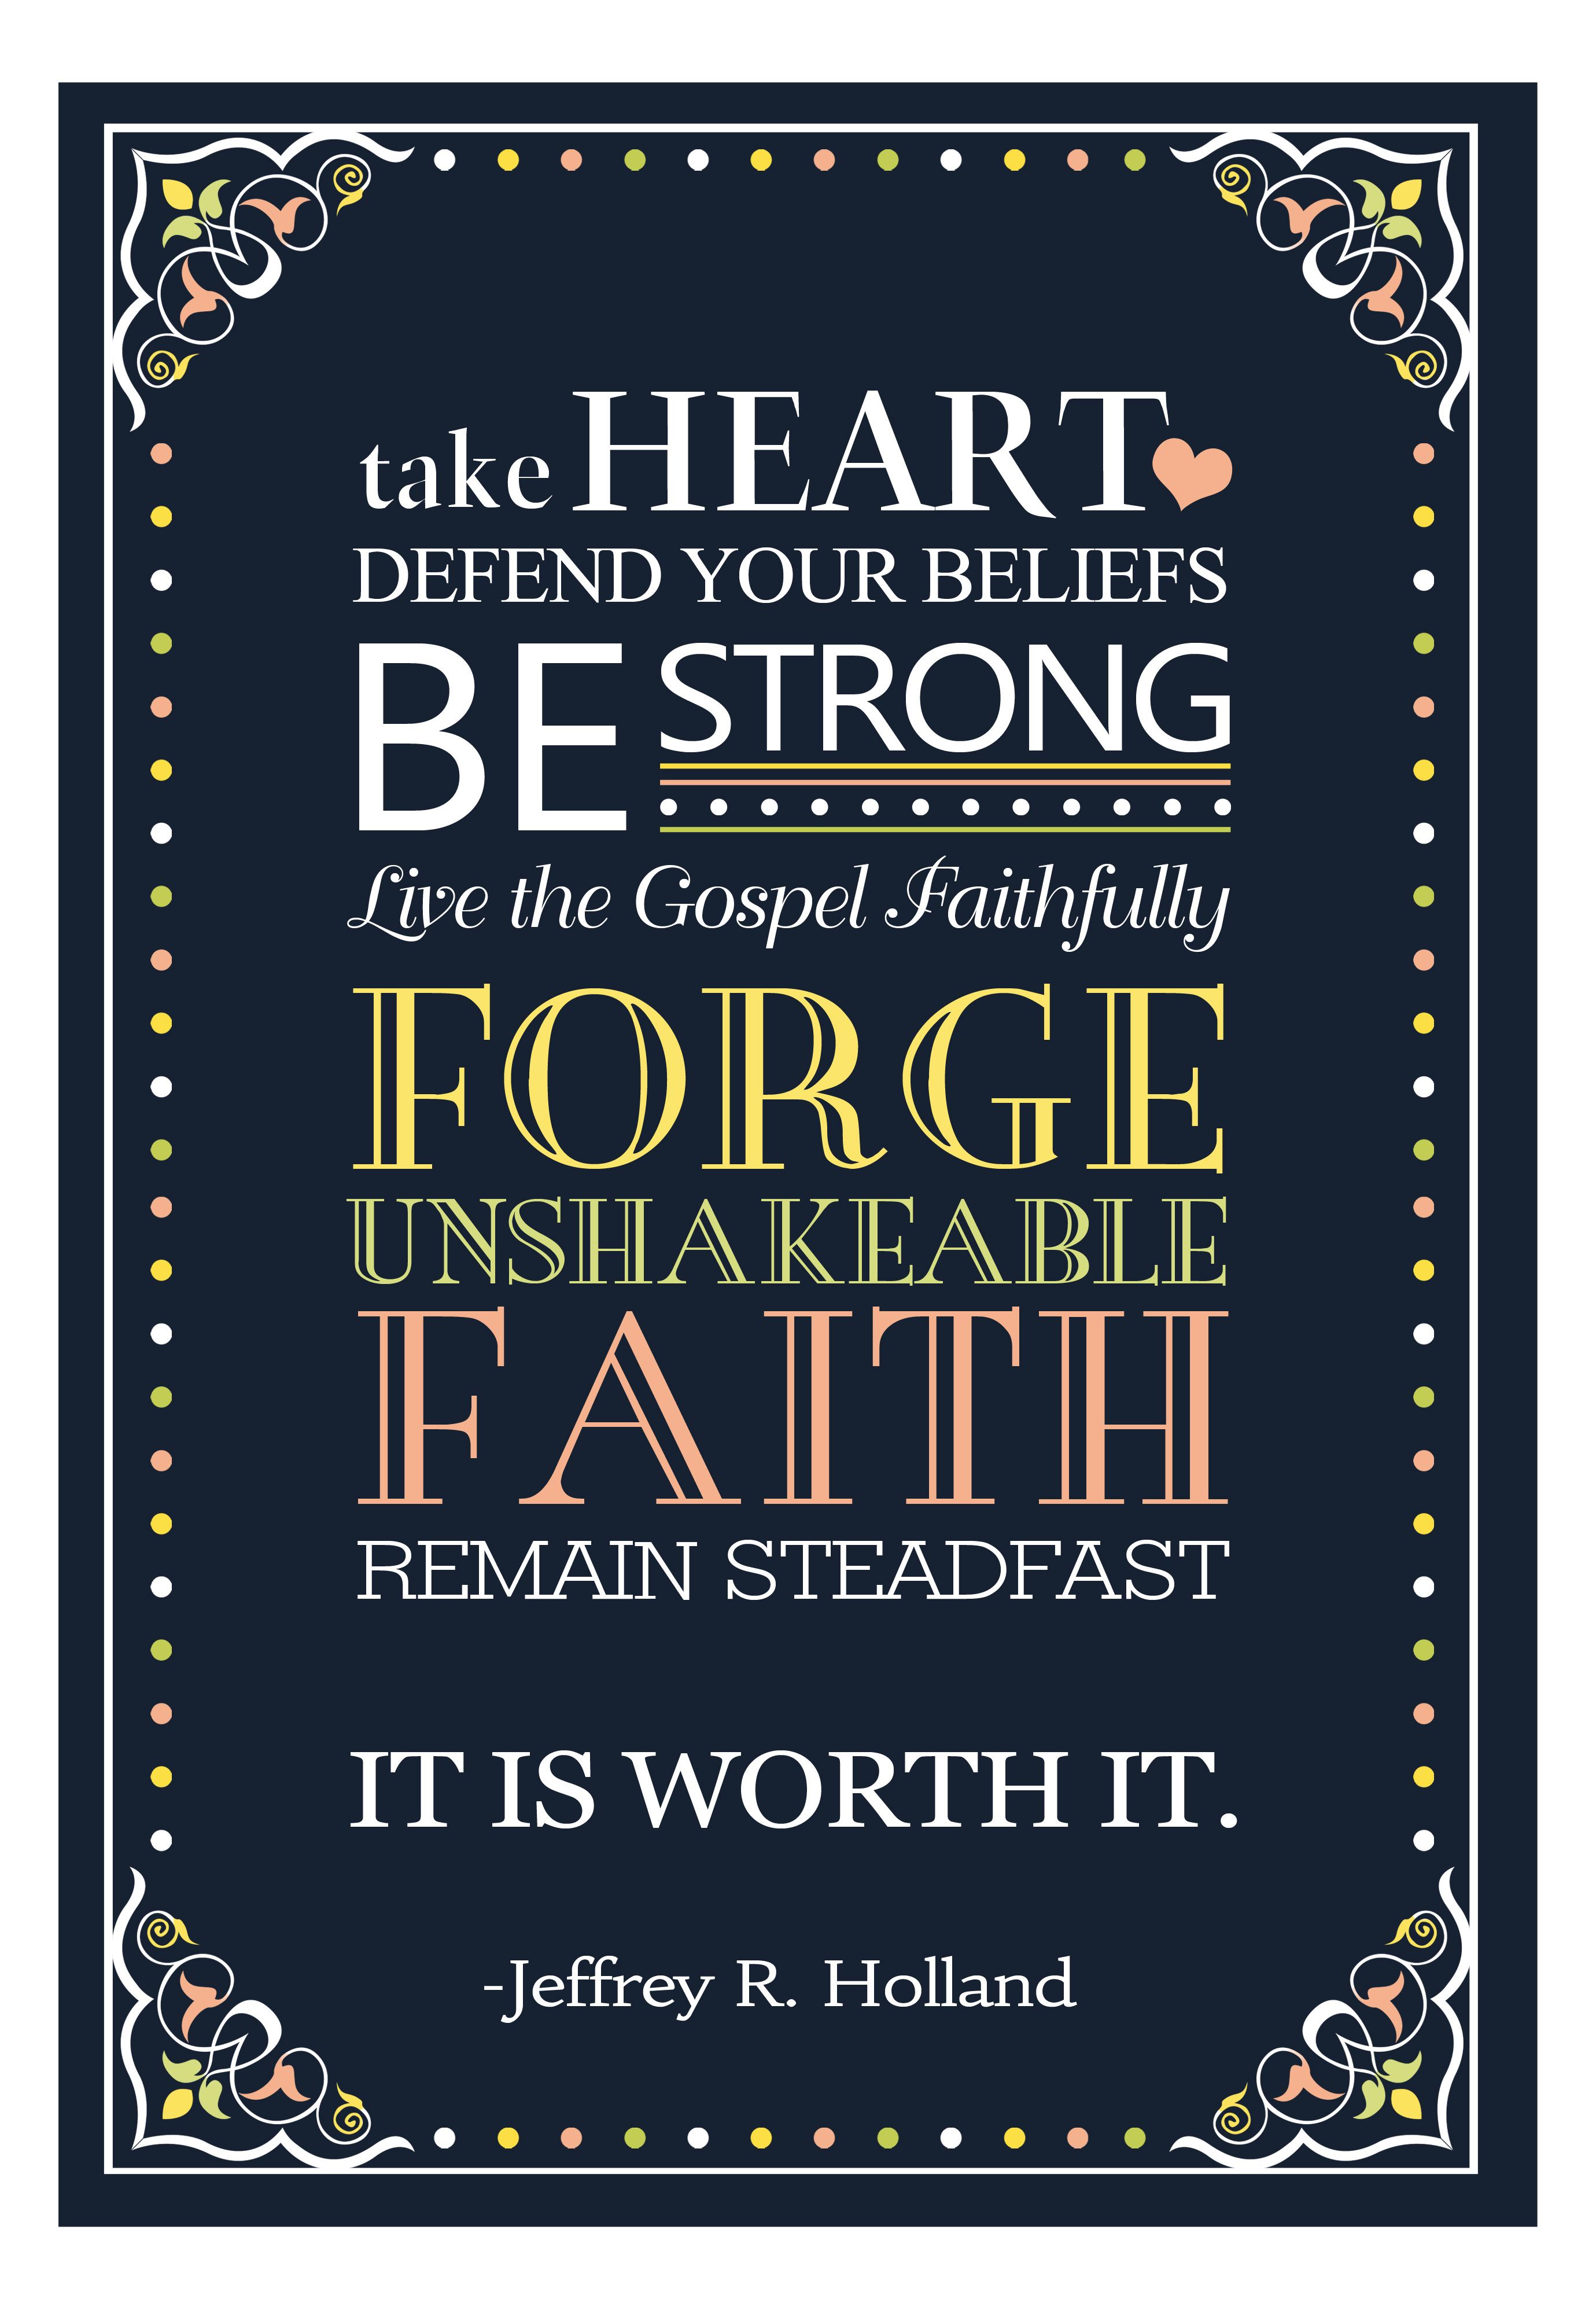 take HEART
DEFEND YOUR BELIEFS
BE STRONG
Live the Gospel Faithfully
FORGE
UNSHAKEABLE
FAITH
REMAIN STEADFAST
IT IS WORTH IT.
-Jeffrey R. Holland